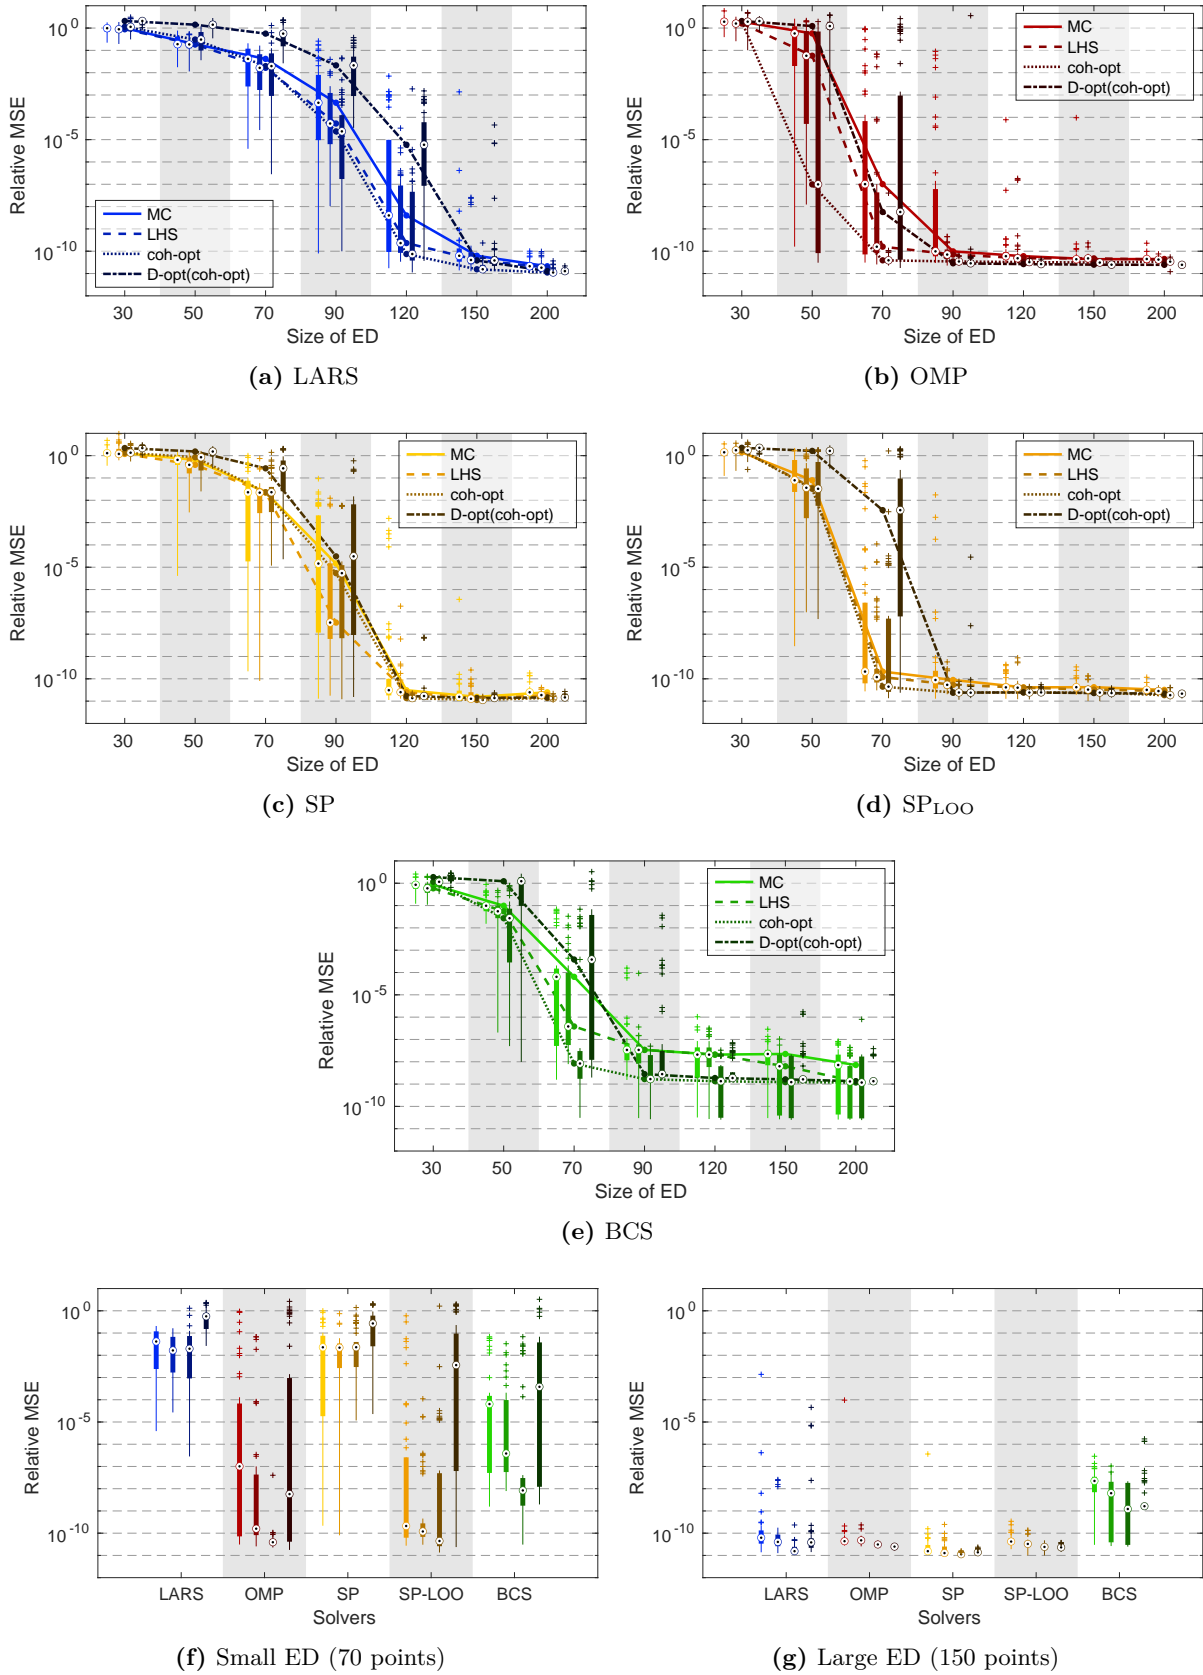 10^0
10^-5
10^-10
Relative MSE
MC
LHS
coh-opt
D-opt(coh-opt)
30 50 70 90 120 150 200
Size of ED
(a) LARS
10^0
10^-5
10^-10
Relative MSE
MC
LHS
coh-opt
D-opt(coh-opt)
30 50 70 90 120 150 200
Size of ED
(b) OMP
10^0
10^-5
10^-10
Relative MSE
MC
LHS
coh-opt
D-opt(coh-opt)
30 50 70 90 120 150 200
Size of ED
(c) SP
10^0
10^-5
10^-10
Relative MSE
MC
LHS
coh-opt
D-opt(coh-opt)
30 50 70 90 120 150 200
Size of ED
(d) SP_LOO
10^0
10^-5
10^-10
Relative MSE
MC
LHS
coh-opt
D-opt(coh-opt)
30 50 70 90 120 150 200
Size of ED
(e) BCS
10^0
10^-5
10^-10
Relative MSE
LARS OMP SP SP-LOO BCS
Solvers
(f) Small ED (70 points)
10^0
10^-5
10^-10
Relative MSE
LARS OMP SP SP-LOO BCS
Solvers
(g) Large ED (150 points)